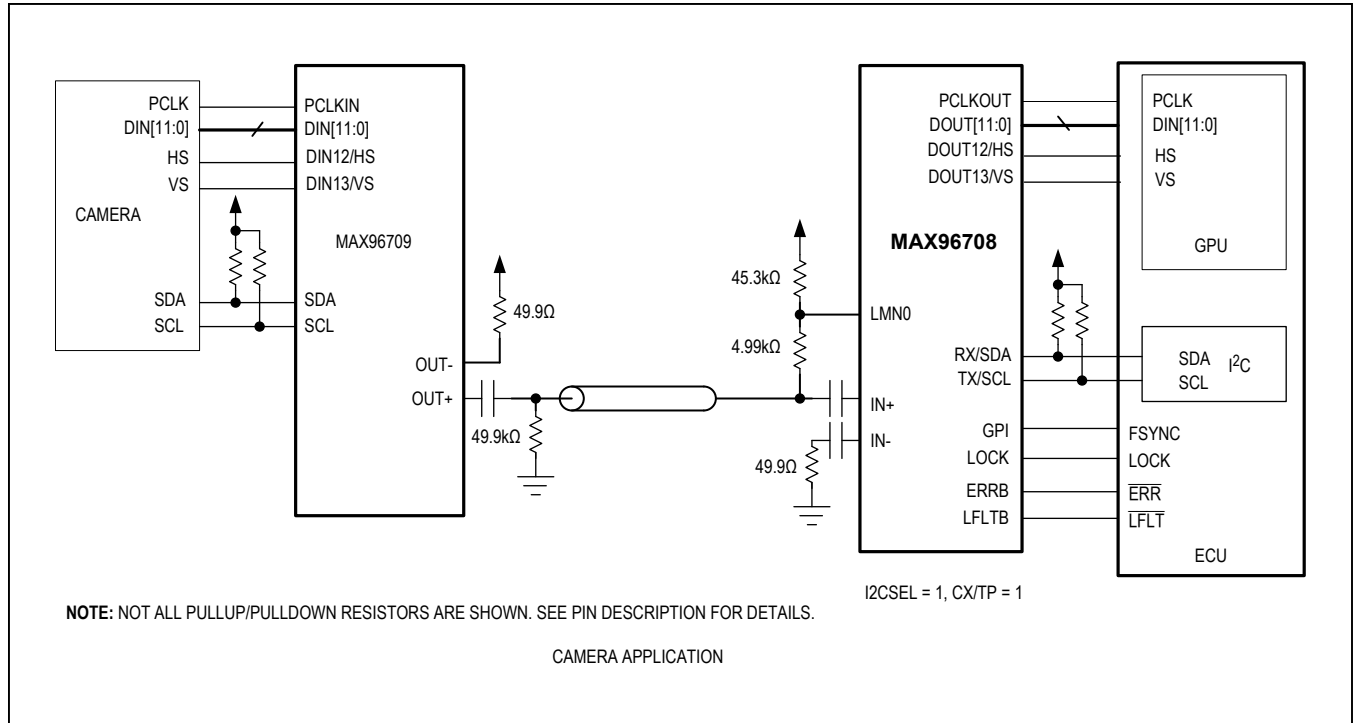 PCLK
DIN[11:0]
HS
VS
CAMERA
SDA
SCL
PCLKIN
DIN[11:0]
DIN12/HS
DIN13/VS
MAX96709
SDA
SCL
OUT-
OUT+
49.9Ω
49.9kΩ
45.3kΩ
4.99kΩ
49.9Ω
PCLKOUT
DOUT[11:0]
DOUT12/HS
DOUT13/VS
MAX96708
LMN0
RX/SDA
TX/SCL
IN+
IN-
GPI
LOCK
ERRB
LFLTB
PCLK
DIN[11:0]
HS
VS
GPU
SDA I²C
SCL
FSYNC
LOCK
ERR
LFLT
ECU
I2CSEL = 1, CX/TP = 1
NOTE: NOT ALL PULLUP/PULLDOWN RESISTORS ARE SHOWN. SEE PIN DESCRIPTION FOR DETAILS.
CAMERA APPLICATION